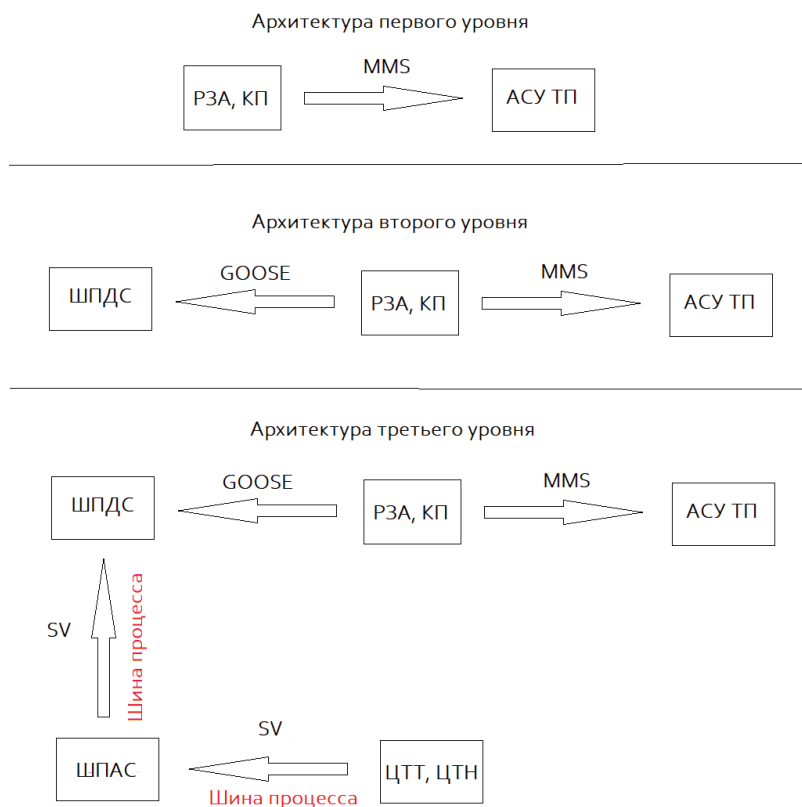 Архитектура первого уровня
MMS
РЗА, КП
АСУ ТП
Архитектура второго уровня
GOOSE
MMS
ШПДС
РЗА, КП
АСУ ТП
Архитектура третьего уровня
GOOSE
MMS
ШПДС
РЗА, КП
АСУ ТП
SV
Шина процесса
SV
ШПАС
ЦТТ, ЦТН
Шина процесса